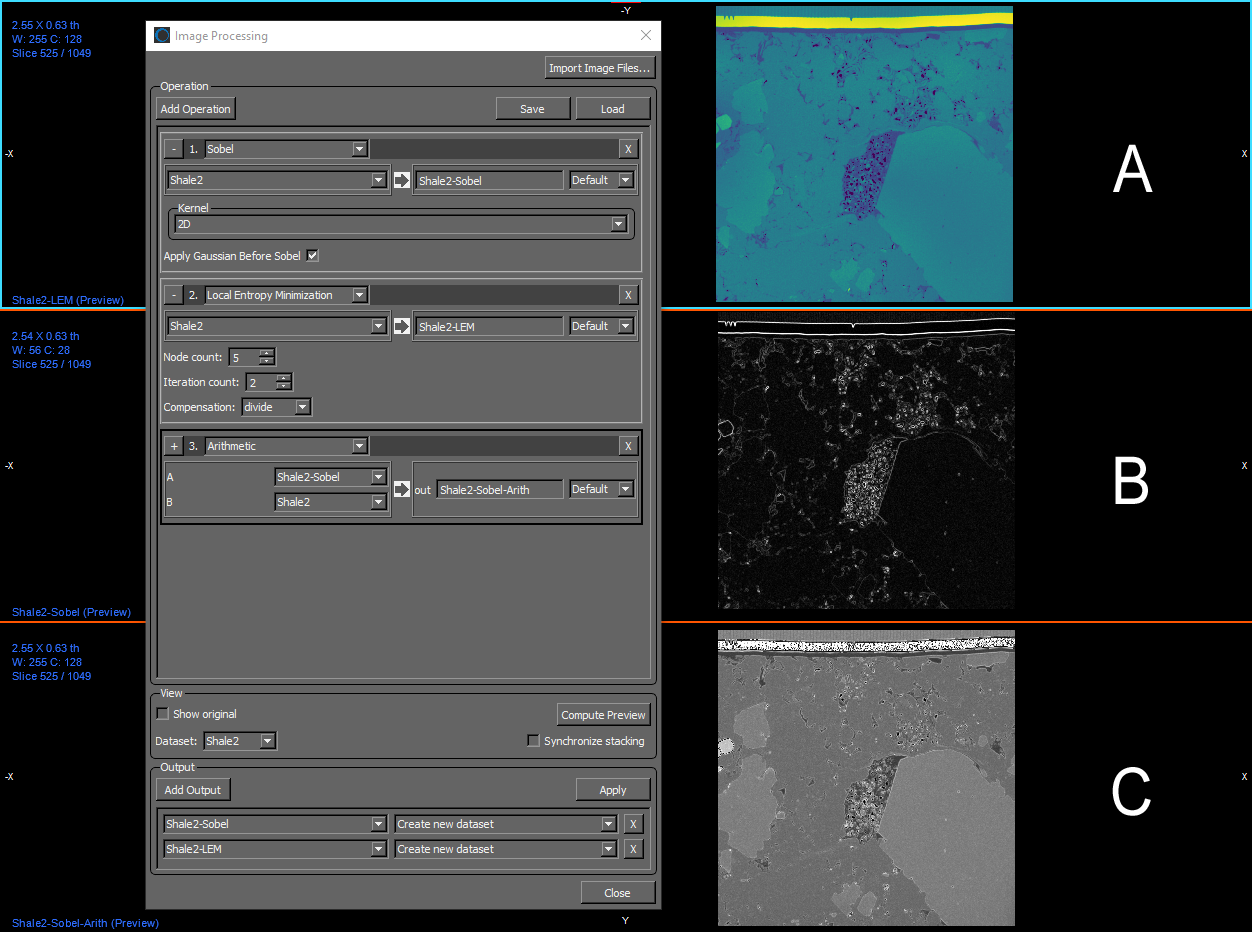 -Y
2.55 X 0.63 th
W: 255 C: 128
Slice 525 / 1049
-X
X
Shale2-LEM (Preview)
A
2.54 X 0.63 th
W: 56 C: 28
Slice 525 / 1049
-X
X
Shale2-Sobel (Preview)
B
2.55 X 0.63 th
W: 255 C: 128
Slice 525 / 1049
-X
X
Shale2-Sobel-Arith (Preview)
C
Y
Image Processing
Import Image Files...
Operation
Add Operation Save Load
- 1. Sobel X
Shale2 Shale2-Sobel Default
Kernel
2D
Apply Gaussian Before Sobel
- 2. Local Entropy Minimization X
Shale2 Shale2-LEM Default
Node count: 5
Iteration count: 2
Compensation: divide
+ 3. Arithmetic X
A Shale2-Sobel
out Shale2-Sobel-Arith Default
B Shale2
View
Show original Compute Preview
Dataset: Shale2 Synchronize stacking
Output
Add Output Apply
Shale2-Sobel Create new dataset X
Shale2-LEM Create new dataset X
Close